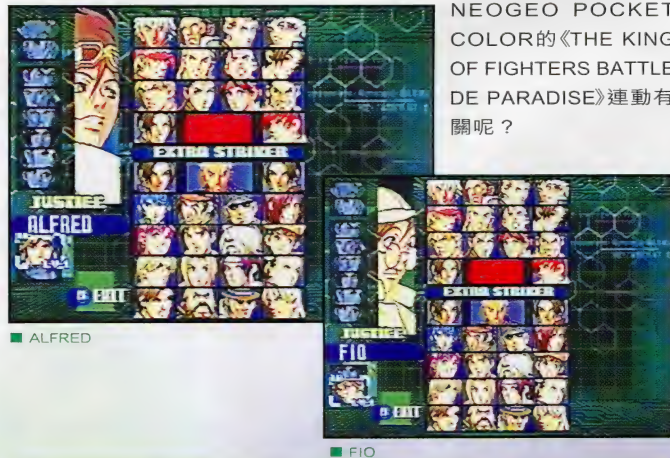 NEOGEO POCKET
COLOR的《THE KING
OF FIGHTERS BATTLE
DE PARADISE》連動有
關呢？
EXTRA STRIKER
JUSTICE
ALFRED
B EXIT
■ ALFRED
EXTRA STRIKER
JUSTICE
FIO
B EXIT
■ FIO